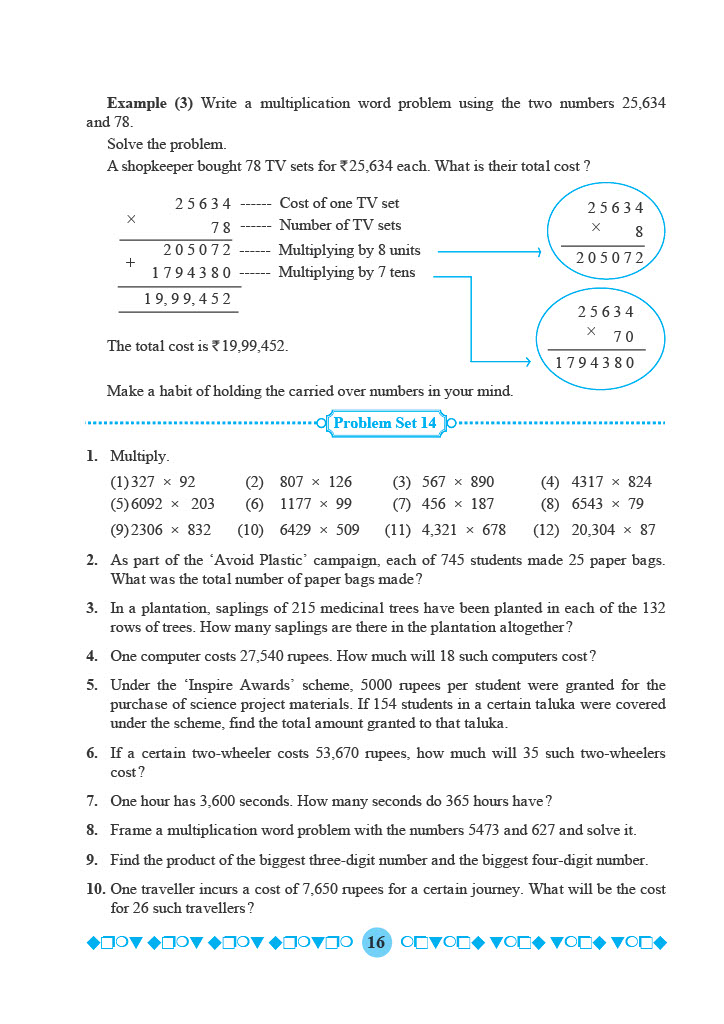 Example (3) Write a multiplication word problem using the two numbers 25,634
and 78.
Solve the problem.
A shopkeeper bought 78 TV sets for ₹25,634 each. What is their total cost ?
2 5 6 3 4 ------ Cost of one TV set
×
7 8 ------ Number of TV sets
2 0 5 0 7 2 ------ Multiplying by 8 units
+
1 7 9 4 3 8 0 ------ Multiplying by 7 tens
1 9, 9 9, 4 5 2
2 5 6 3 4
× 8
2 0 5 0 7 2
2 5 6 3 4
× 7 0
1 7 9 4 3 8 0
The total cost is ₹19,99,452.
Make a habit of holding the carried over numbers in your mind.
Problem Set 14
1. Multiply.
(1) 327 × 92 (2) 807 × 126 (3) 567 × 890 (4) 4317 × 824
(5) 6092 × 203 (6) 1177 × 99 (7) 456 × 187 (8) 6543 × 79
(9) 2306 × 832 (10) 6429 × 509 (11) 4,321 × 678 (12) 20,304 × 87
2. As part of the ‘Avoid Plastic’ campaign, each of 745 students made 25 paper bags.
What was the total number of paper bags made?
3. In a plantation, saplings of 215 medicinal trees have been planted in each of the 132
rows of trees. How many saplings are there in the plantation altogether?
4. One computer costs 27,540 rupees. How much will 18 such computers cost?
5. Under the ‘Inspire Awards’ scheme, 5000 rupees per student were granted for the
purchase of science project materials. If 154 students in a certain taluka were covered
under the scheme, find the total amount granted to that taluka.
6. If a certain two-wheeler costs 53,670 rupees, how much will 35 such two-wheelers
cost?
7. One hour has 3,600 seconds. How many seconds do 365 hours have?
8. Frame a multiplication word problem with the numbers 5473 and 627 and solve it.
9. Find the product of the biggest three-digit number and the biggest four-digit number.
10. One traveller incurs a cost of 7,650 rupees for a certain journey. What will be the cost
for 26 such travellers?
16